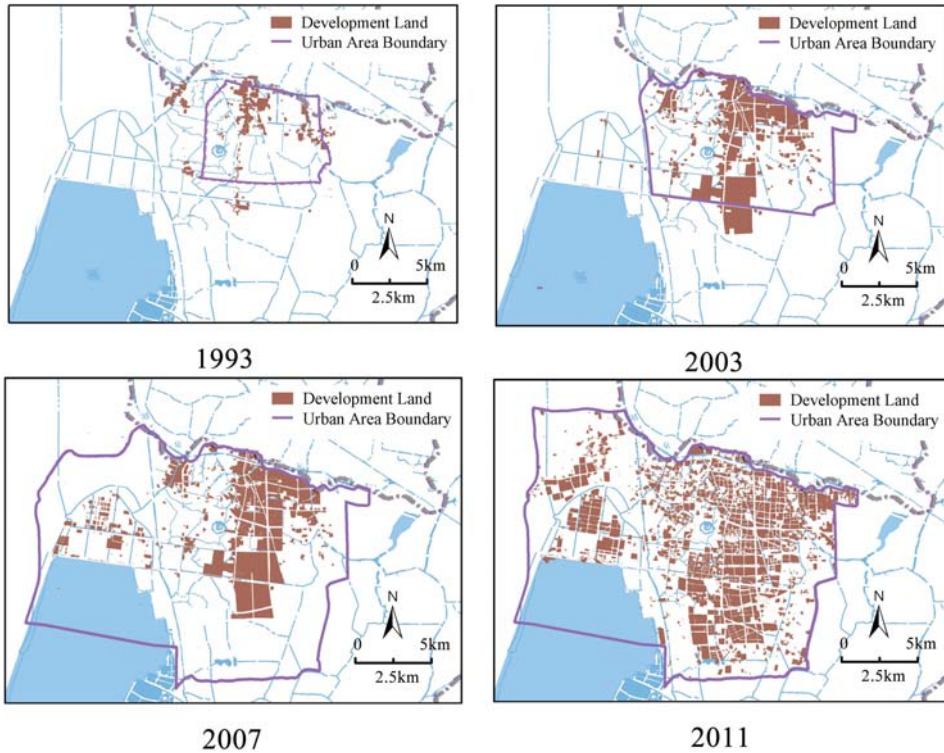 Development Land
Urban Area Boundary
N
0 5km
2.5km
1993
Development Land
Urban Area Boundary
N
0 5km
2.5km
2003
Development Land
Urban Area Boundary
N
0 5km
2.5km
2007
Development Land
Urban Area Boundary
N
0 5km
2.5km
2011